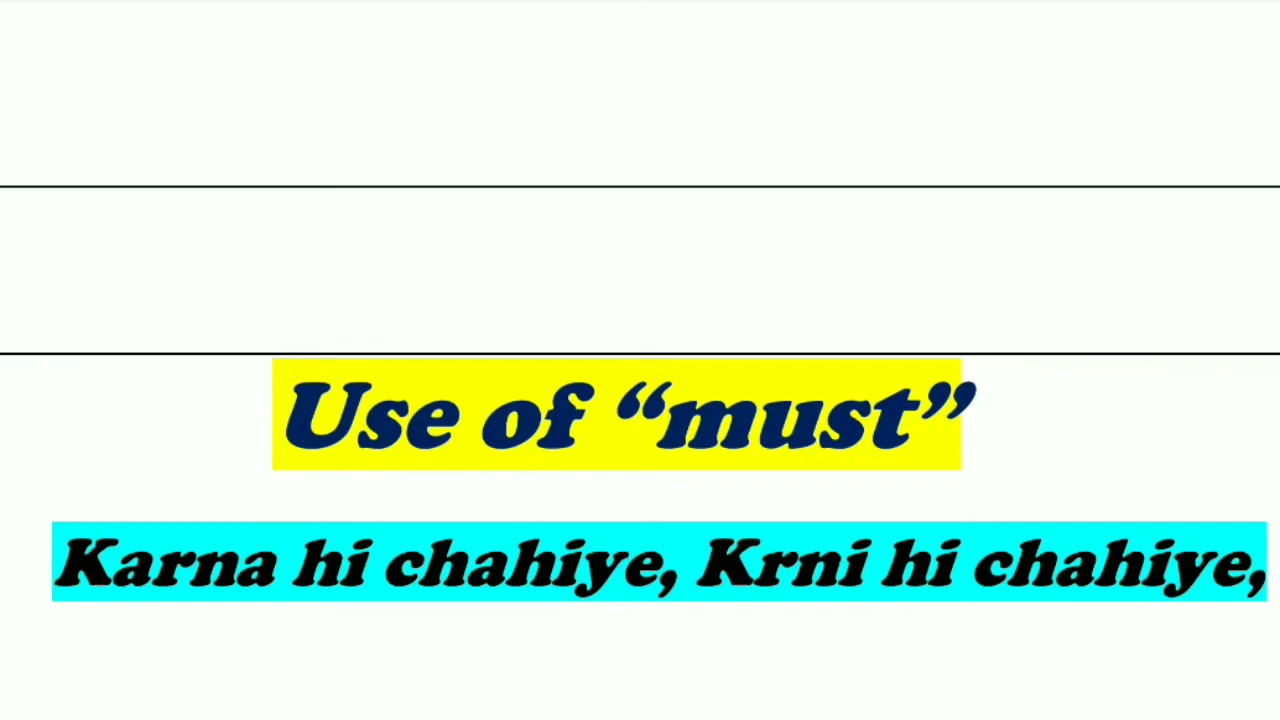 Use of “must”
Karna hi chahiye, Krni hi chahiye,